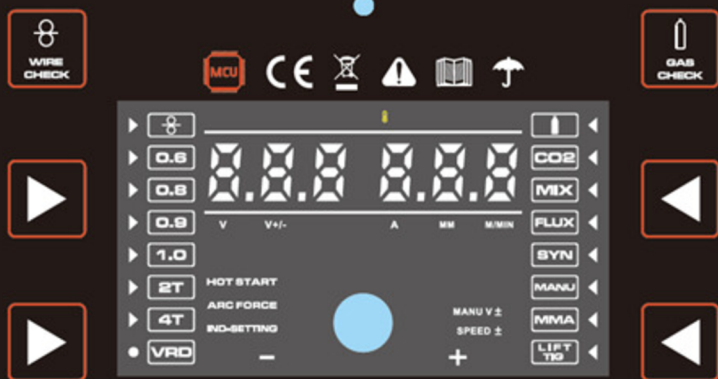 WIRE
CHECK
MCU
CE
GAS
CHECK
0.6
8.8.8 8.8.8
CO2
0.8
MIX
0.9
V V+/- A MM M/MIN
FLUX
1.0
SYN
2T
HOT START
MANU
4T
ARC FORCE
MANU V ±
MMA
IND-SETTING
SPEED ±
VRD
− +
LIFT
TIG